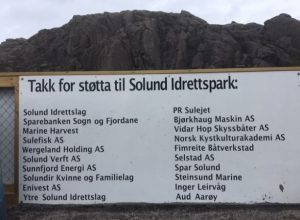 Takk for støtta til Solund Idrettspark:
Solund Idrettslag
Sparebanken Sogn og Fjordane
Marine Harvest
Sulefisk AS
Wergeland Holding AS
Solund Verft AS
Sunnfjord Energi AS
Solundir Kvinne og Familielag
Enivest AS
Ytre Solund Idrettslag
PR Sulejet
Bjørkhaug Maskin AS
Vidar Hop Skyssbåter AS
Norsk Kystkulturakademi AS
Fimreite Båtverkstad
Selstad AS
Spar Solund
Steinsund Marine
Inger Leirvåg
Aud Aarøy